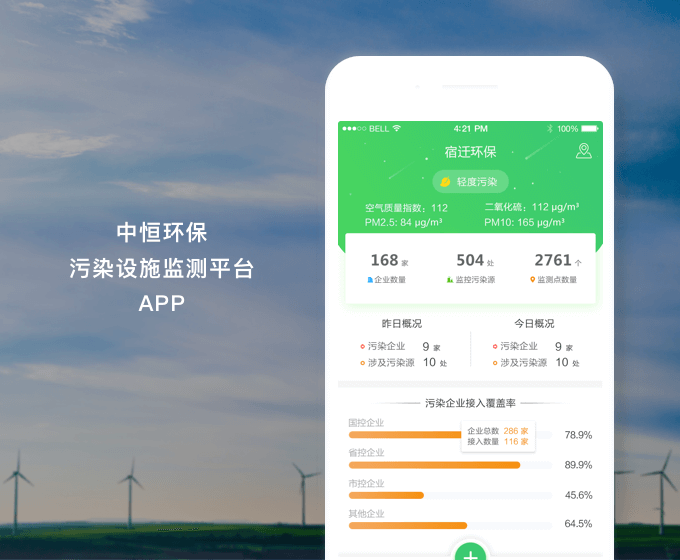 中恒环保
污染设施监测平台
APP
BELL
4:21 PM
100%
宿迁环保
轻度污染
空气质量指数：112
二氧化硫：112 μg/m³
PM2.5: 84 μg/m³
PM10: 165 μg/m³
168 家
504 处
2761 个
企业数量
监控污染源
监测点数量
昨日概况
今日概况
污染企业 9 家
污染企业 9 家
涉及污染源 10 处
涉及污染源 10 处
污染企业接入覆盖率
国控企业
企业总数 286 家
接入数量 116 家
78.9%
省控企业
89.9%
市控企业
45.6%
其他企业
64.5%